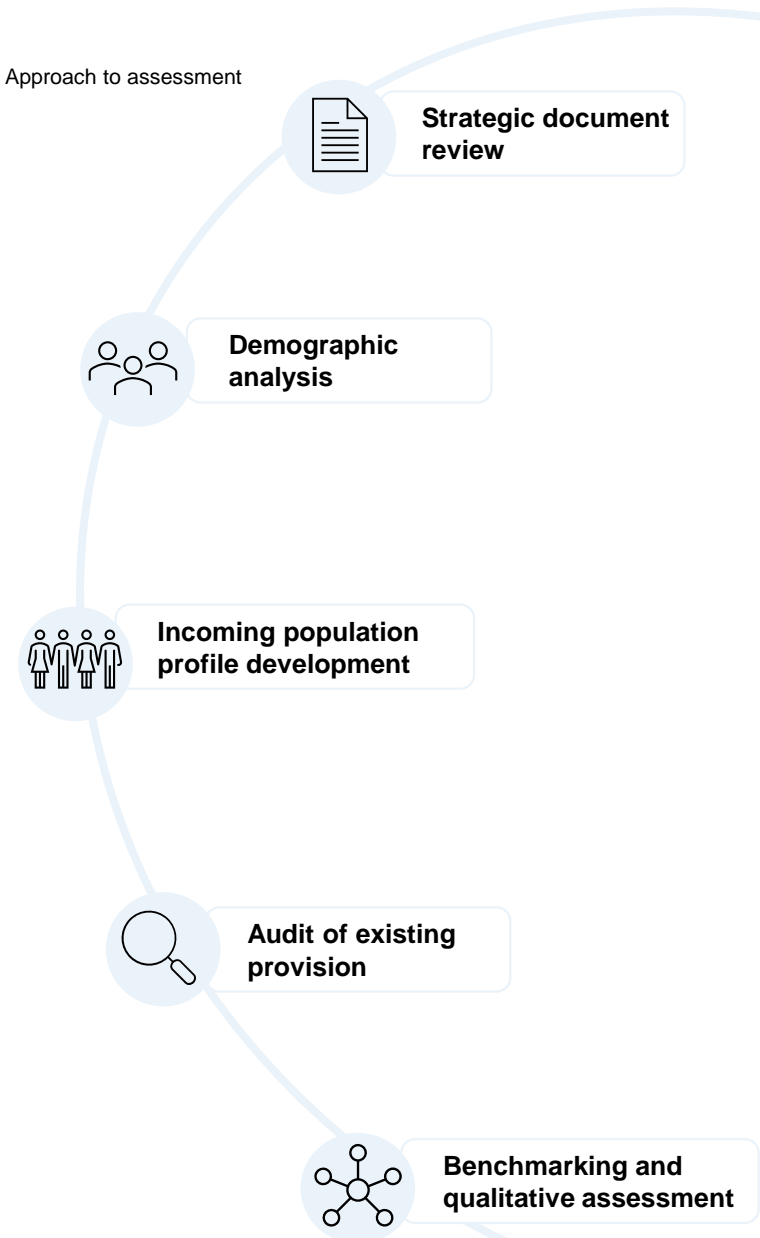 Approach to assessment
Strategic document
review
Demographic
analysis
Incoming population
profile development
Audit of existing
provision
Benchmarking and
qualitative assessment